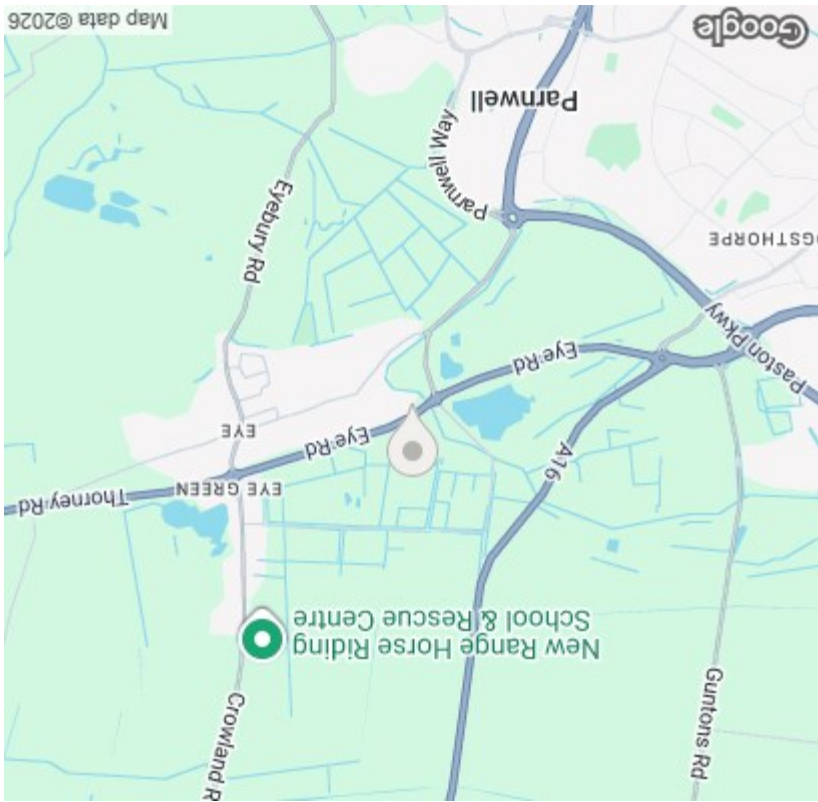 Crowland R
Guntons Rd
New Range Horse Riding
School & Rescue Centre
A16
EYE GREEN
Thorney Rd
Eye Rd
EYE
Eye Rd
Paston Pkwy
GSTHORPE
Eyebury Rd
Parnwell Way
Parnwell
Google
Map data ©2026